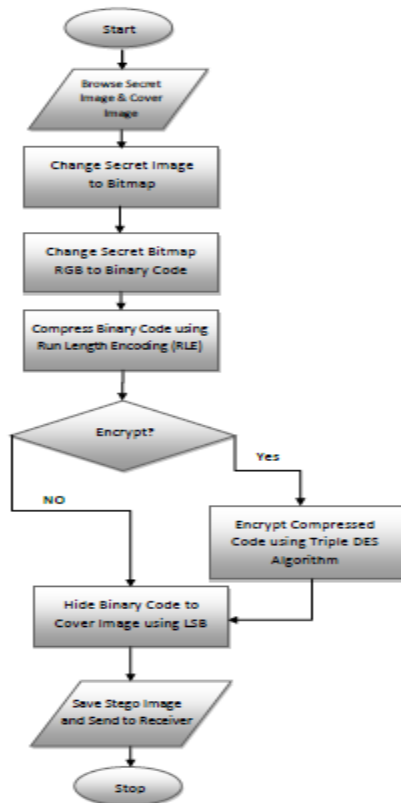 Start
Browse Secret
Image & Cover
Image
Change Secret Image
to Bitmap
Change Secret Bitmap
RGB to Binary Code
Compress Binary Code using
Run Length Encoding (RLE)
Encrypt?
Yes
NO
Encrypt Compressed
Code using Triple DES
Algorithm
Hide Binary Code to
Cover Image using LSB
Save Stego Image
and Send to Receiver
Stop